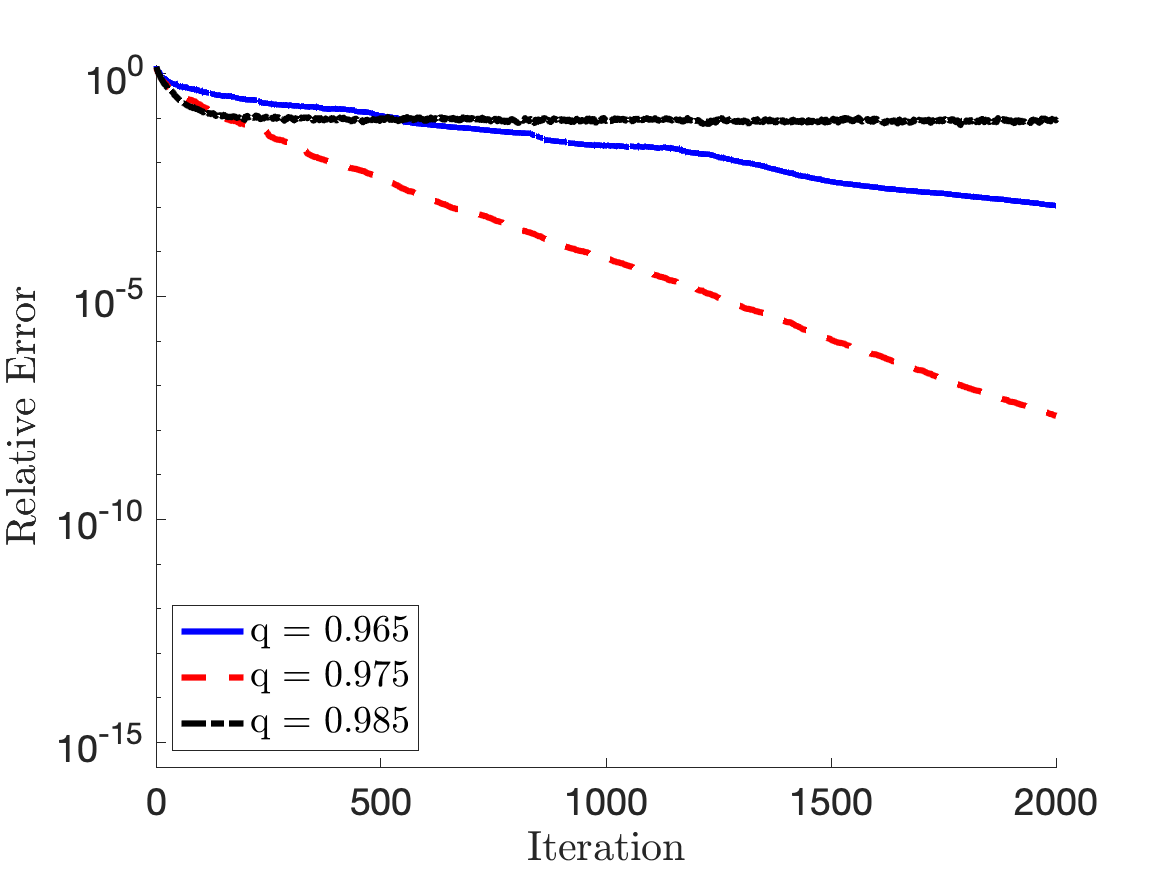 10^0
10^-5
10^-10
10^-15
Relative Error
q = 0.965
q = 0.975
q = 0.985
0 500 1000 1500 2000
Iteration